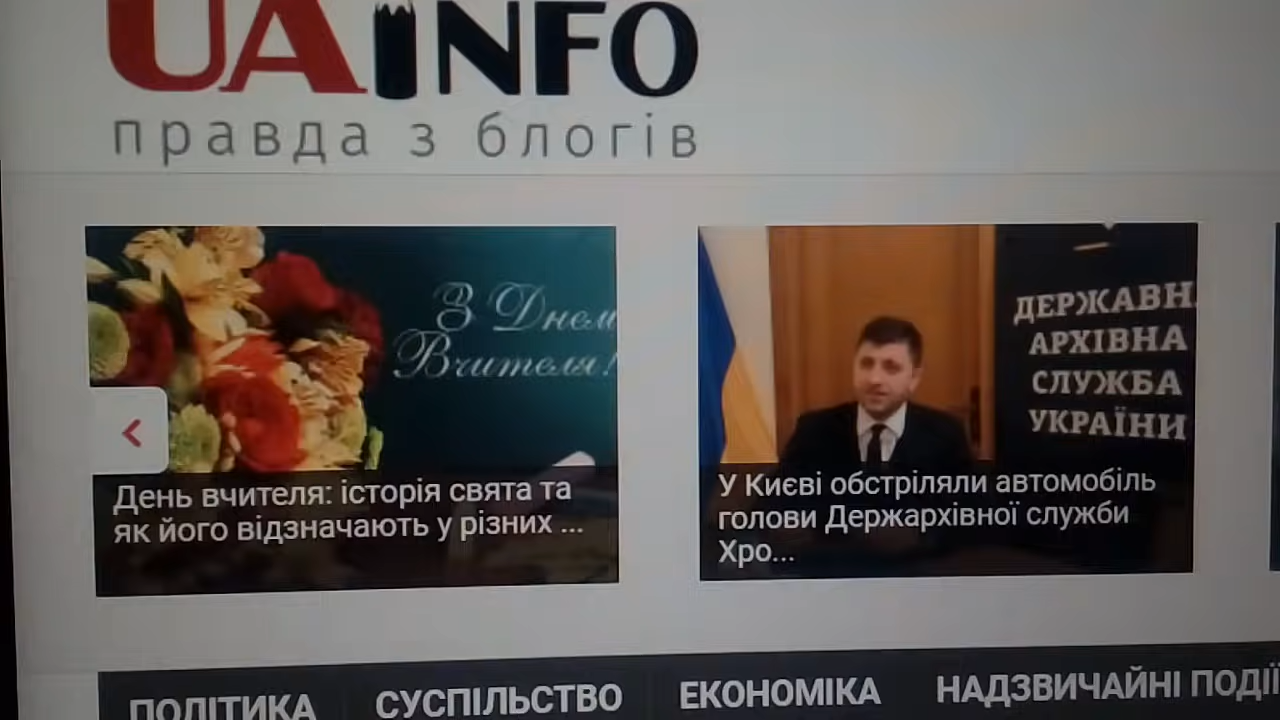 UAINFO
правда з блогів
З Днем
Вчителя!
День вчителя: історія свята та
як його відзначають у різних ...
ДЕРЖАВН
АРХІВНА
СЛУЖБА
УКРАЇНИ
У Києві обстріляли автомобіль
голови Держархівної служби
Хро...
ПОЛІТИКА СУСПІЛЬСТВО ЕКОНОМІКА НАДЗВИЧАЙНІ ПОДІЇ